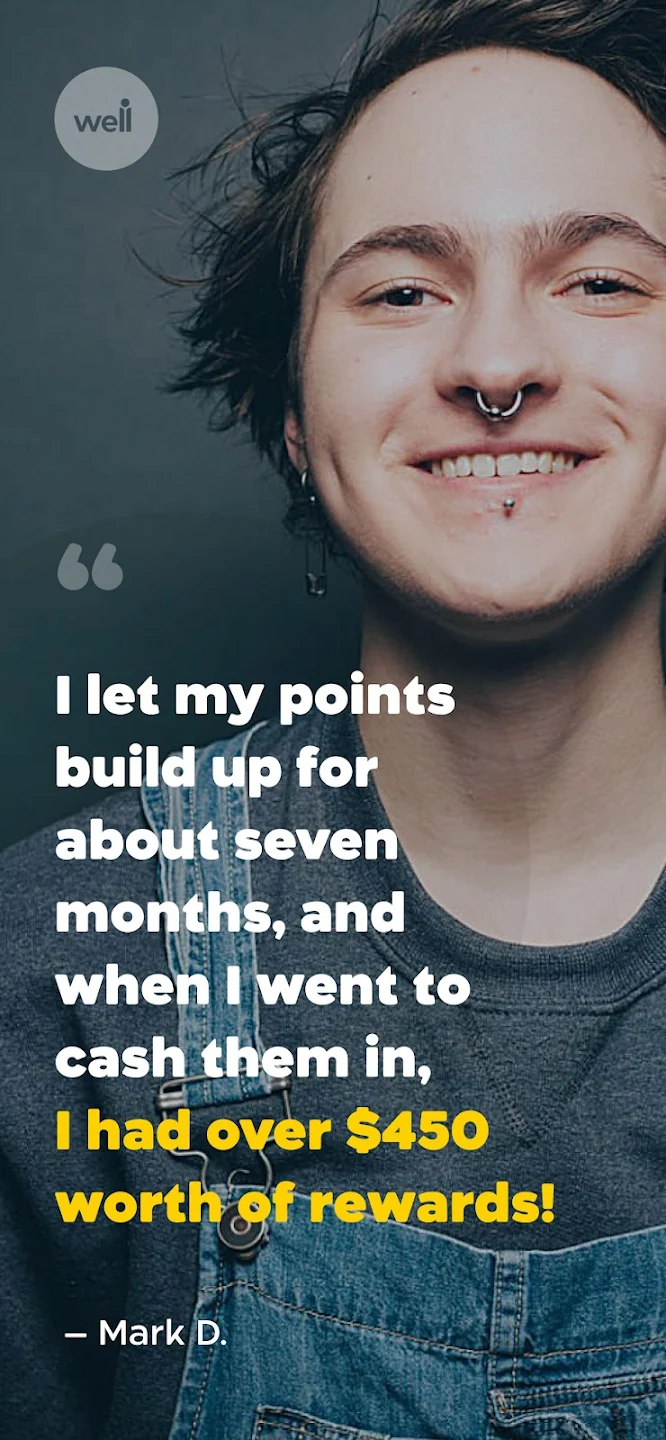 well
“
I let my points
build up for
about seven
months, and
when I went to
cash them in,
I had over $450
worth of rewards!
– Mark D.